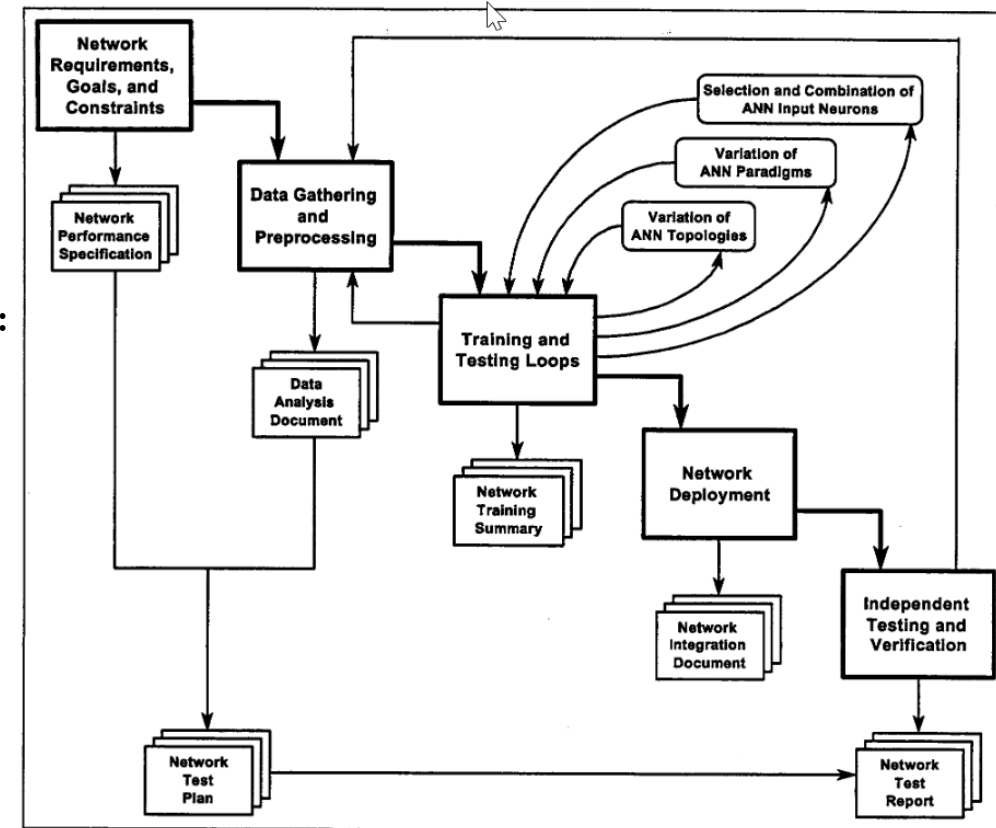 Network
Requirements,
Goals, and
Constraints
Selection and Combination of
ANN Input Neurons
Variation of
ANN Paradigms
Variation of
ANN Topologies
Data Gathering
and
Preprocessing
Network
Performance
Specification
:
Training and
Testing Loops
Data
Analysis
Document
Network
Deployment
Network
Training
Summary
Independent
Testing and
Verification
Network
Integration
Document
Network
Test
Plan
Network
Test
Report